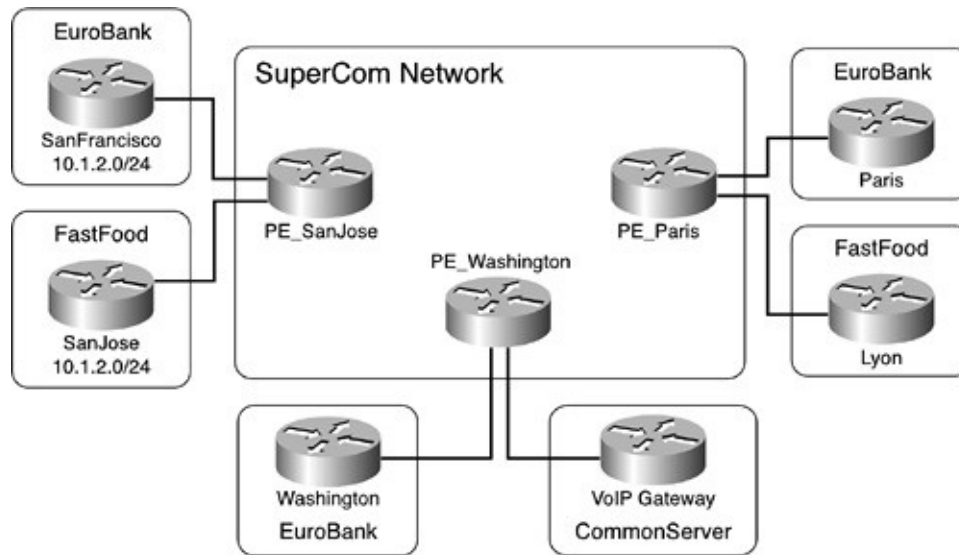 EuroBank
SanFrancisco
10.1.2.0/24
FastFood
SanJose
10.1.2.0/24
SuperCom Network
PE_SanJose
PE_Paris
PE_Washington
EuroBank
Paris
FastFood
Lyon
Washington
EuroBank
VoIP Gateway
CommonServer